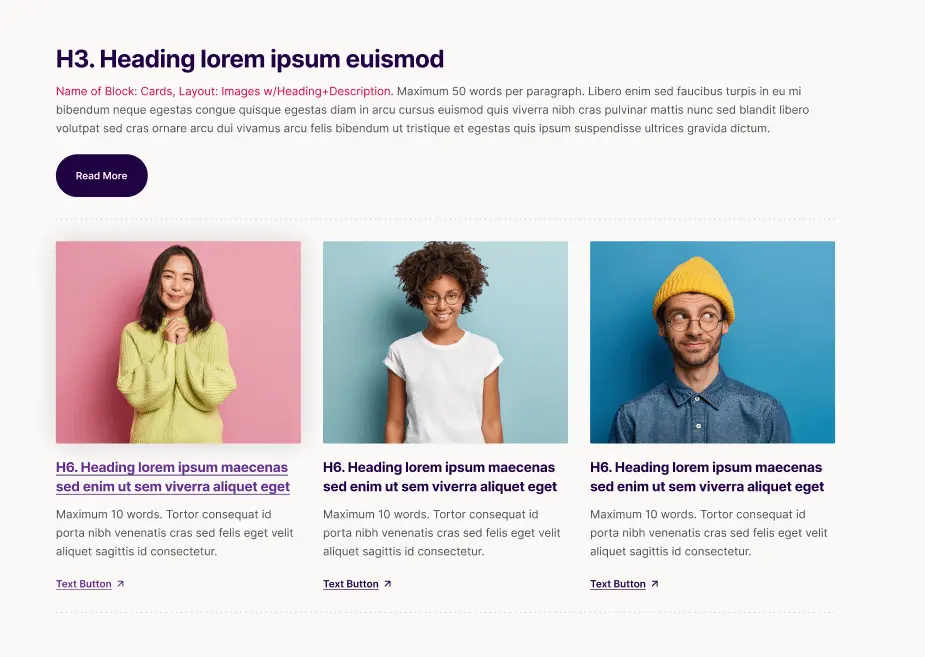 H3. Heading lorem ipsum euismod
Name of Block: Cards, Layout: Images w/Heading+Description. Maximum 50 words per paragraph. Libero enim sed faucibus turpis in eu mi
bibendum neque egestas congue quisque egestas diam in arcu cursus euismod quis viverra nibh cras pulvinar mattis nunc sed blandit libero
volutpat sed cras ornare arcu dui vivamus arcu felis bibendum ut tristique et egestas quis ipsum suspendisse ultrices gravida dictum.
Read More
H6. Heading lorem ipsum maecenas
sed enim ut sem viverra aliquet eget
Maximum 10 words. Tortor consequat id
porta nibh venenatis cras sed felis eget velit
aliquet sagittis id consectetur.
Text Button
H6. Heading lorem ipsum maecenas
sed enim ut sem viverra aliquet eget
Maximum 10 words. Tortor consequat id
porta nibh venenatis cras sed felis eget velit
aliquet sagittis id consectetur.
Text Button
H6. Heading lorem ipsum maecenas
sed enim ut sem viverra aliquet eget
Maximum 10 words. Tortor consequat id
porta nibh venenatis cras sed felis eget velit
aliquet sagittis id consectetur.
Text Button